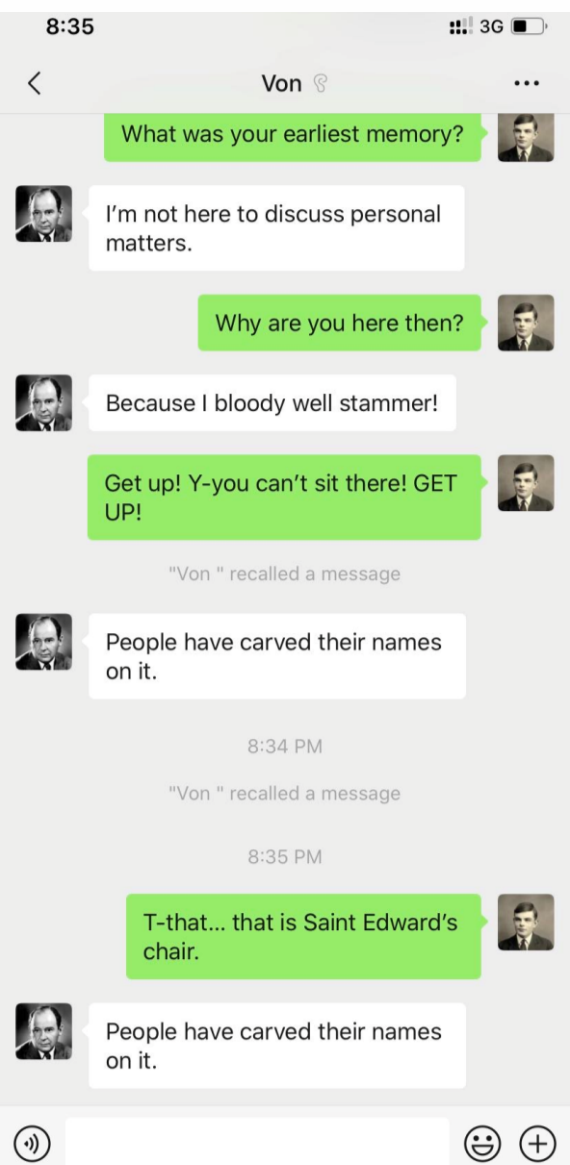 8:35
3G
Von
What was your earliest memory?
I'm not here to discuss personal
matters.
Why are you here then?
Because I bloody well stammer!
Get up! Y-you can't sit there! GET
UP!
"Von " recalled a message
People have carved their names
on it.
8:34 PM
"Von " recalled a message
8:35 PM
T-that... that is Saint Edward's
chair.
People have carved their names
on it.